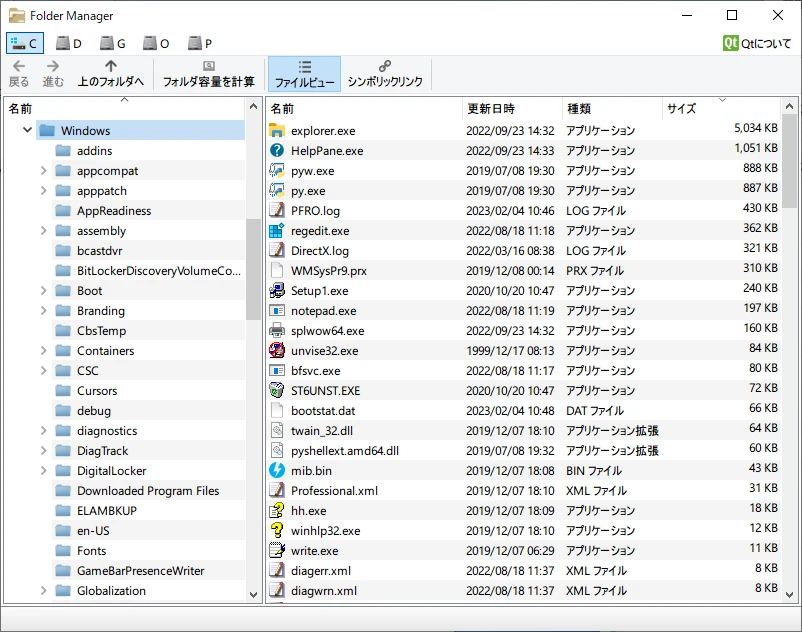 Folder Manager
C D G O P Qt Qtについて
戻る 進む 上のフォルダへ フォルダ容量を計算 ファイルビュー シンボリックリンク
名前
Windows
addins
appcompat
apppatch
AppReadiness
assembly
bcastdvr
BitLockerDiscoveryVolumeCo...
Boot
Branding
CbsTemp
Containers
CSC
Cursors
debug
diagnostics
DiagTrack
DigitalLocker
Downloaded Program Files
ELAMBKUP
en-US
Fonts
GameBarPresenceWriter
Globalization
名前 更新日時 種類 サイズ
explorer.exe 2022/09/23 14:32 アプリケーション 5,034 KB
HelpPane.exe 2022/09/23 14:33 アプリケーション 1,051 KB
pyw.exe 2019/07/08 19:30 アプリケーション 888 KB
py.exe 2019/07/08 19:30 アプリケーション 887 KB
PFRO.log 2023/02/04 10:46 LOG ファイル 430 KB
regedit.exe 2022/08/18 11:18 アプリケーション 362 KB
DirectX.log 2022/03/16 08:38 LOG ファイル 321 KB
WMSysPr9.prx 2019/12/08 00:14 PRX ファイル 310 KB
Setup1.exe 2020/10/20 10:47 アプリケーション 240 KB
notepad.exe 2022/08/18 11:19 アプリケーション 197 KB
splwow64.exe 2022/09/23 14:32 アプリケーション 160 KB
unvise32.exe 1999/12/17 08:13 アプリケーション 84 KB
bfsvc.exe 2022/08/18 11:17 アプリケーション 80 KB
ST6UNST.EXE 2020/10/20 10:47 アプリケーション 72 KB
bootstat.dat 2023/02/04 10:48 DAT ファイル 66 KB
twain_32.dll 2019/12/07 18:10 アプリケーション拡張 64 KB
pyshellext.amd64.dll 2019/07/08 19:32 アプリケーション拡張 60 KB
mib.bin 2019/12/07 18:08 BIN ファイル 43 KB
Professional.xml 2019/12/07 18:10 XML ファイル 31 KB
hh.exe 2019/12/07 18:09 アプリケーション 18 KB
winhlp32.exe 2019/12/07 18:10 アプリケーション 12 KB
write.exe 2019/12/07 06:29 アプリケーション 11 KB
diagerr.xml 2022/08/18 11:37 XML ファイル 8 KB
diagwrn.xml 2022/08/18 11:37 XML ファイル 8 KB